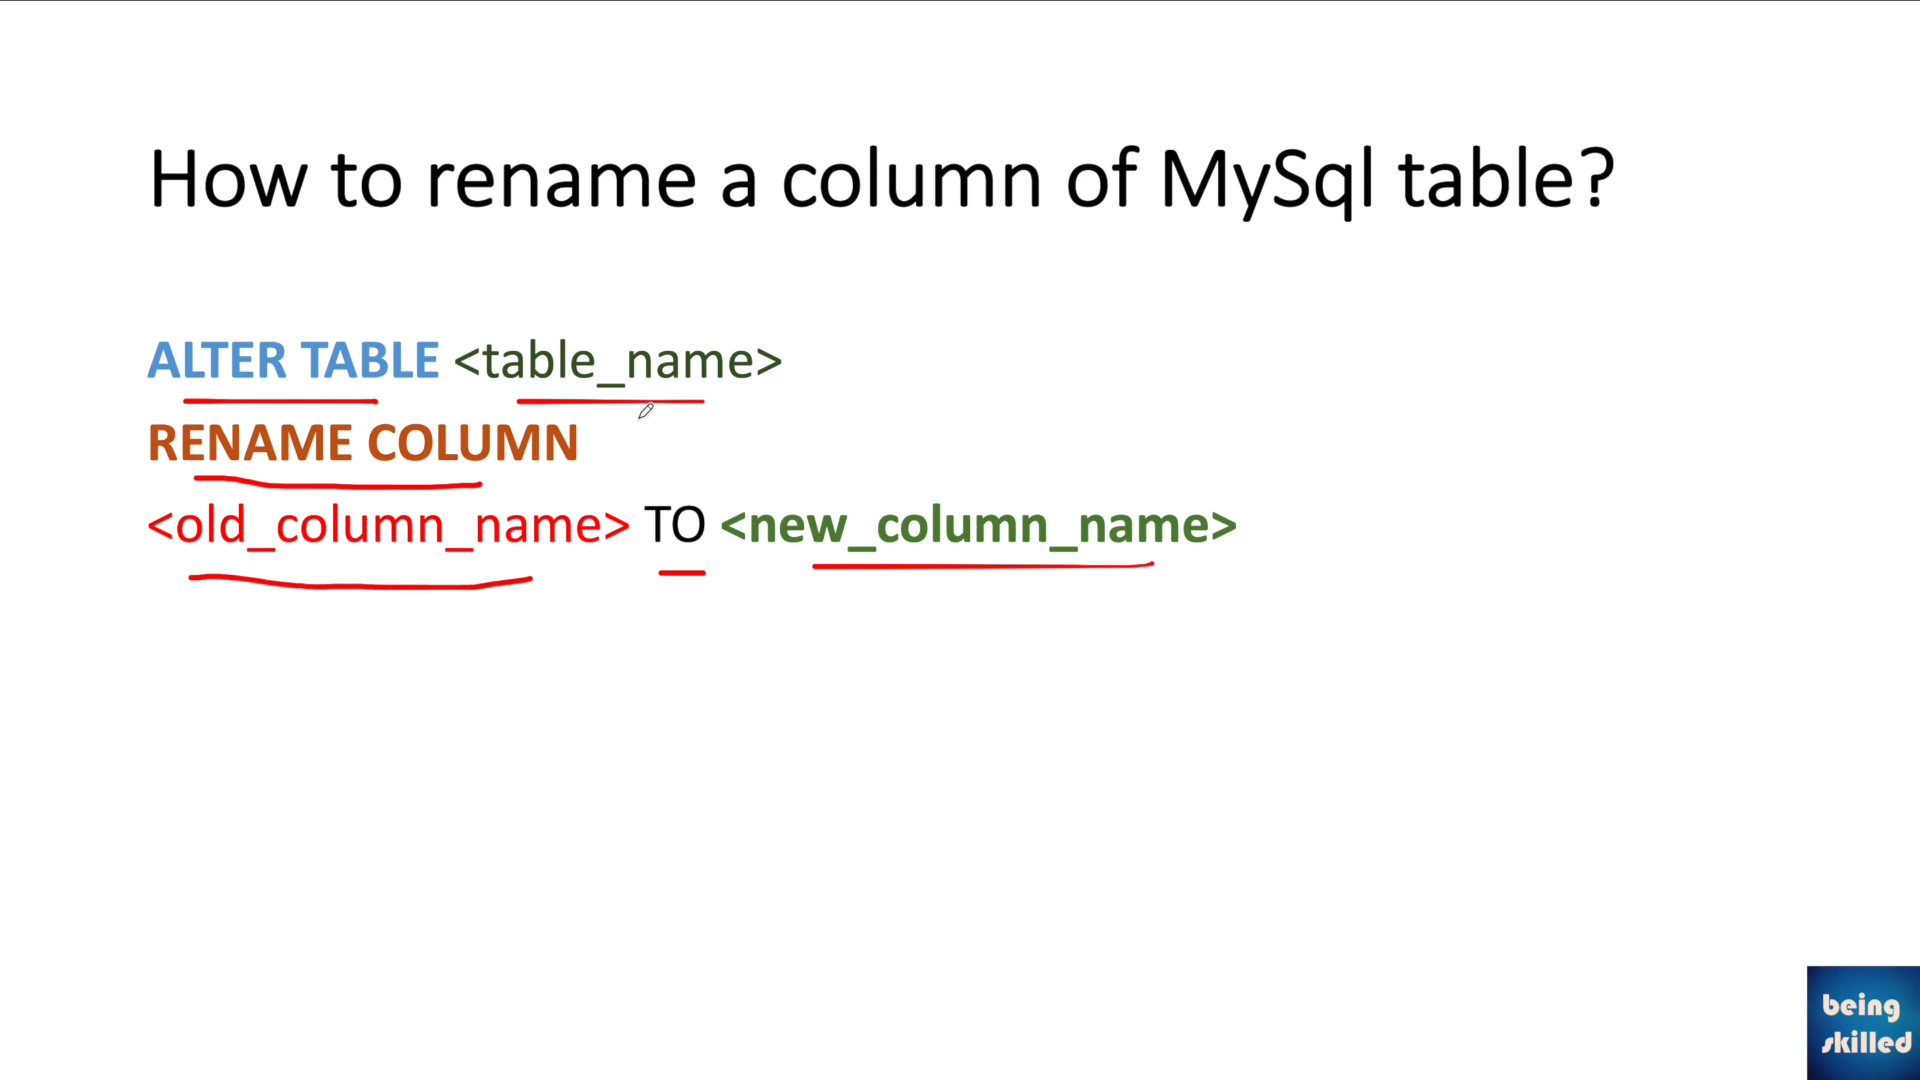 How to rename a column of MySql table?
ALTER TABLE <table_name>
RENAME COLUMN
<old_column_name> TO <new_column_name>
being
skilled